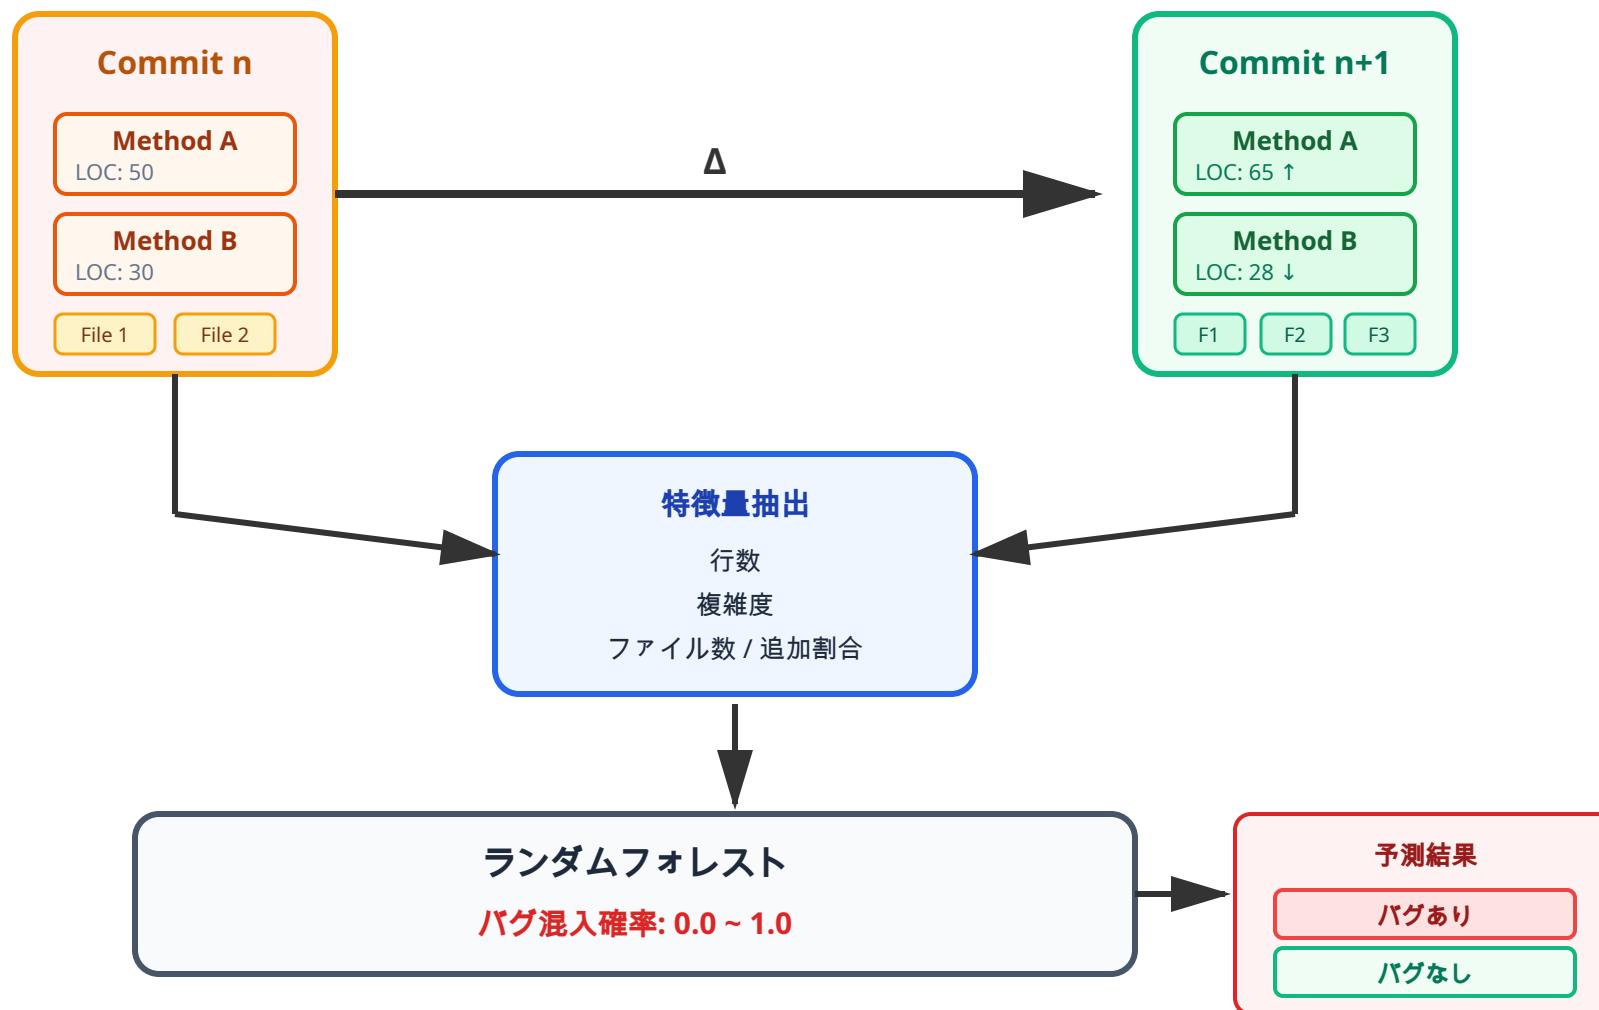 Commit n
Method A
LOC: 50
Method B
LOC: 30
File 1
File 2
Δ
Commit n+1
Method A
LOC: 65 ↑
Method B
LOC: 28 ↓
F1
F2
F3
特徴量抽出
行数
複雑度
ファイル数 / 追加割合
ランダムフォレスト
バグ混入確率: 0.0 ~ 1.0
予測結果
バグあり
バグなし